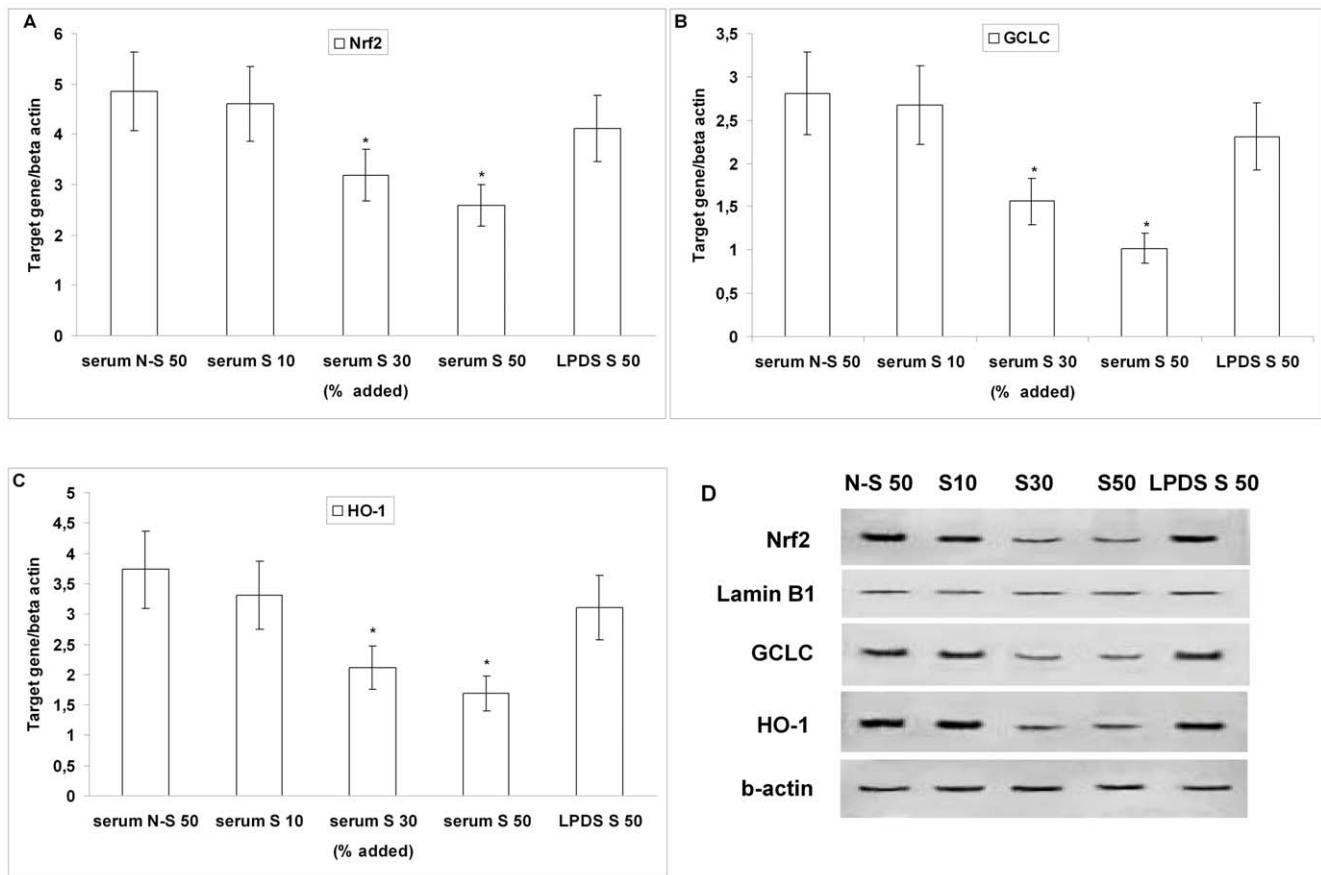 A
Nrf2
Target gene/beta actin
6
5
4
3
2
1
0
*
*
serum N-S 50 serum S 10 serum S 30 serum S 50 LPDS S 50
(% added)
B
GCLC
Target gene/beta actin
3,5
3
2,5
2
1,5
1
0,5
0
*
*
serum N-S 50 serum S 10 serum S 30 serum S 50 LPDS S 50
(% added)
C
HO-1
Target gene/beta actin
5
4,5
4
3,5
3
2,5
2
1,5
1
0,5
0
*
*
serum N-S 50 serum S 10 serum S 30 serum S 50 LPDS S 50
(% added)
D
N-S 50 S10 S30 S50 LPDS S 50
Nrf2
Lamin B1
GCLC
HO-1
b-actin